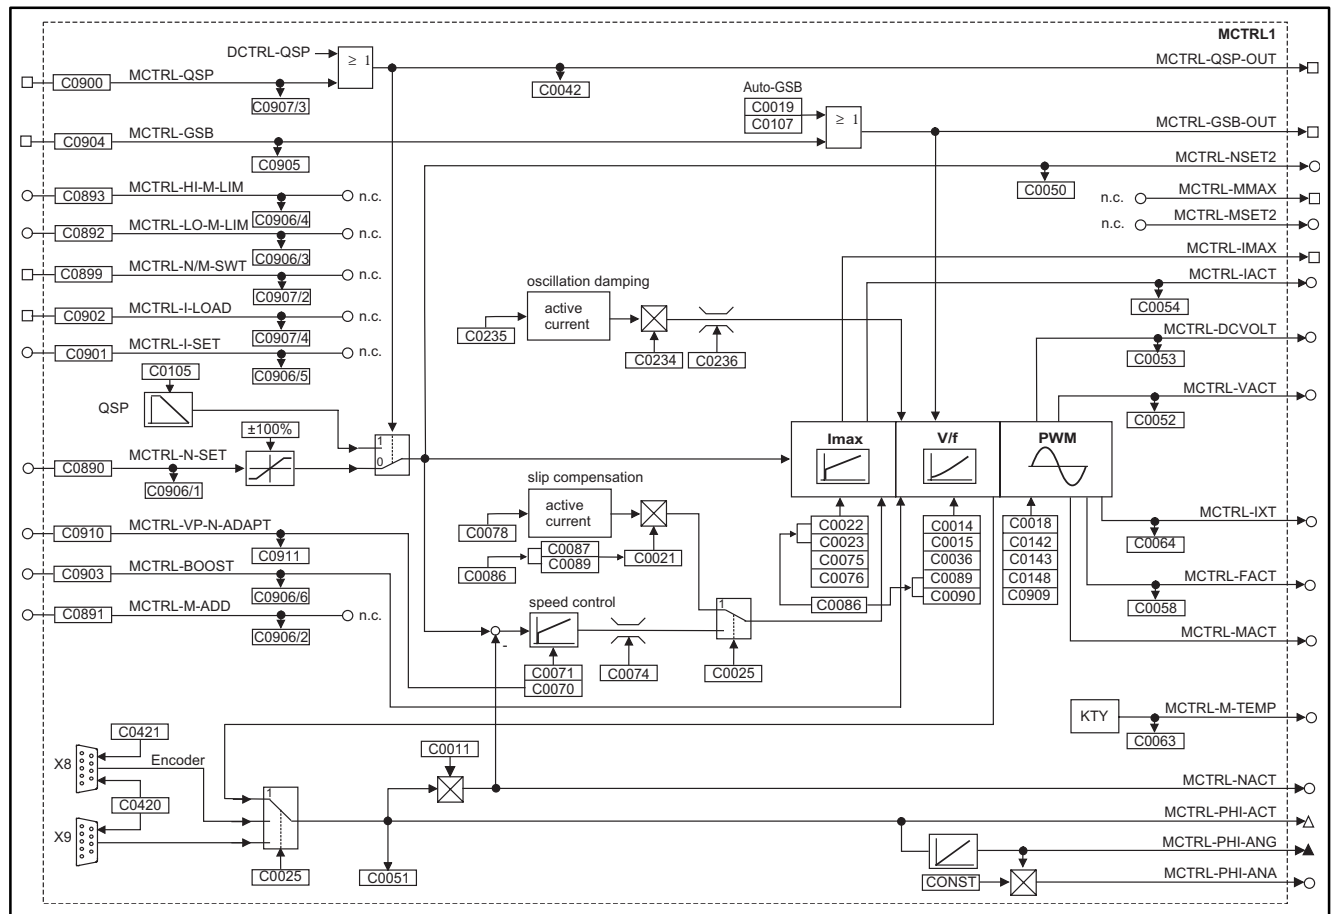 MCTRL1
DCTRL-QSP
≥ 1
MCTRL-QSP-OUT
C0900
MCTRL-QSP
C0907/3
C0042
Auto-GSB
C0019
C0107
≥ 1
MCTRL-GSB-OUT
C0904
MCTRL-GSB
C0905
MCTRL-NSET2
C0050
C0893
MCTRL-HI-M-LIM
C0906/4
n.c.
n.c.
MCTRL-MMAX
C0892
MCTRL-LO-M-LIM
C0906/3
n.c.
n.c.
MCTRL-MSET2
C0899
MCTRL-N/M-SWT
C0907/2
n.c.
MCTRL-IMAX
C0902
MCTRL-I-LOAD
C0907/4
n.c.
MCTRL-IACT
C0054
C0901
MCTRL-I-SET
C0906/5
n.c.
oscillation damping
active
current
C0235
C0234
C0236
MCTRL-DCVOLT
C0053
C0105
QSP
MCTRL-VACT
C0052
±100%
1
0
C0890
MCTRL-N-SET
C0906/1
Imax
V/f
PWM
slip compensation
active
current
C0078
C0087
C0089
C0086
C0021
C0022
C0023
C0075
C0076
C0086
C0014
C0015
C0036
C0089
C0090
C0018
C0142
C0143
C0148
C0909
MCTRL-IXT
C0064
C0910
MCTRL-VP-N-ADAPT
C0911
C0903
MCTRL-BOOST
C0906/6
MCTRL-FACT
C0058
C0891
MCTRL-M-ADD
C0906/2
n.c.
speed control
-
C0071
C0070
C0074
1
C0025
MCTRL-MACT
KTY
MCTRL-M-TEMP
C0063
C0421
X8
Encoder
C0420
X9
1
C0025
C0011
C0051
MCTRL-NACT
MCTRL-PHI-ACT
MCTRL-PHI-ANG
CONST
MCTRL-PHI-ANA